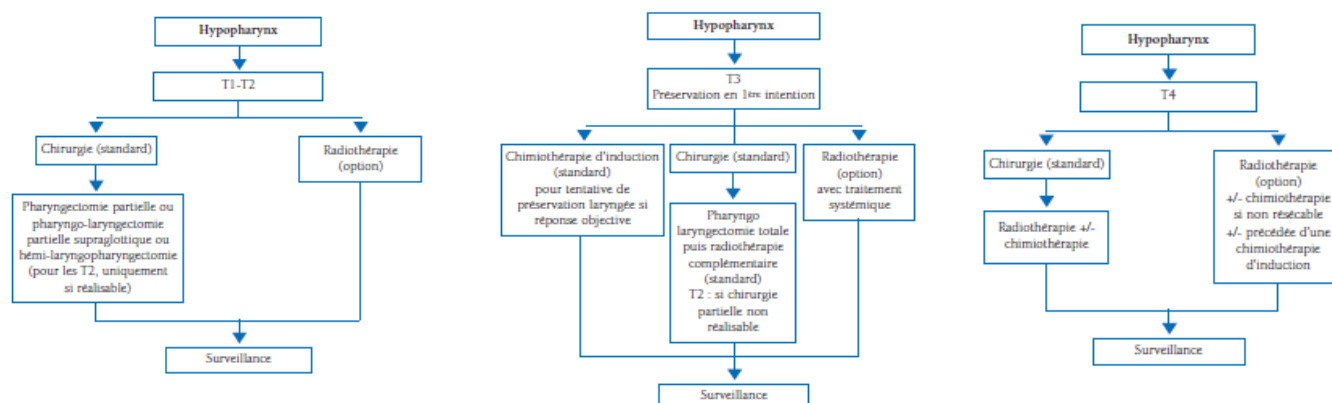 Hypopharynx
T1-T2
Chirurgie (standard)
Radiothérapie
(option)
Pharyngectomie partielle ou
pharyngo-laryngectomie
partielle supraglottique ou
hémi-laryngopharyngectomie
(pour les T2, uniquement
si réalisable)
Surveillance
Hypopharynx
T3
Préservation en 1ère intention
Chimiothérapie d'induction
(standard)
pour tentative de
préservation laryngée si
réponse objective
Chirurgie (standard)
Pharyngo
laryngectomie totale
puis radiothérapie
complémentaire
(standard)
T2 : si chirurgie
partielle non
réalisable
Radiothérapie
(option)
avec traitement
systémique
Surveillance
Hypopharynx
T4
Chirurgie (standard)
Radiothérapie +/-
chimiothérapie
Radiothérapie
(option)
+/- chimiothérapie
si non résécable
+/- précédée d'une
chimiothérapie
d'induction
Surveillance